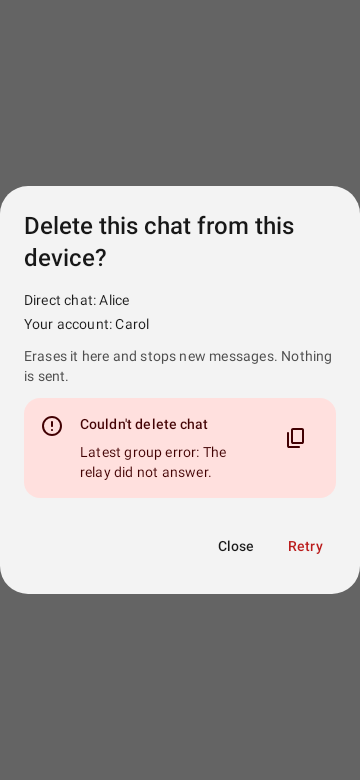 Delete this chat from this
device?
Direct chat: Alice
Your account: Carol
Erases it here and stops new messages. Nothing
is sent.
Couldn't delete chat
Latest group error: The
relay did not answer.
Close
Retry